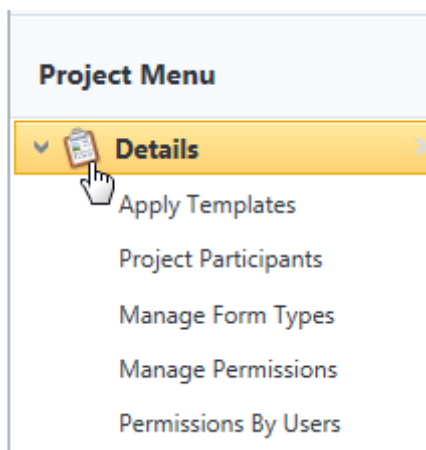 Project Menu
Details
Apply Templates
Project Participants
Manage Form Types
Manage Permissions
Permissions By Users